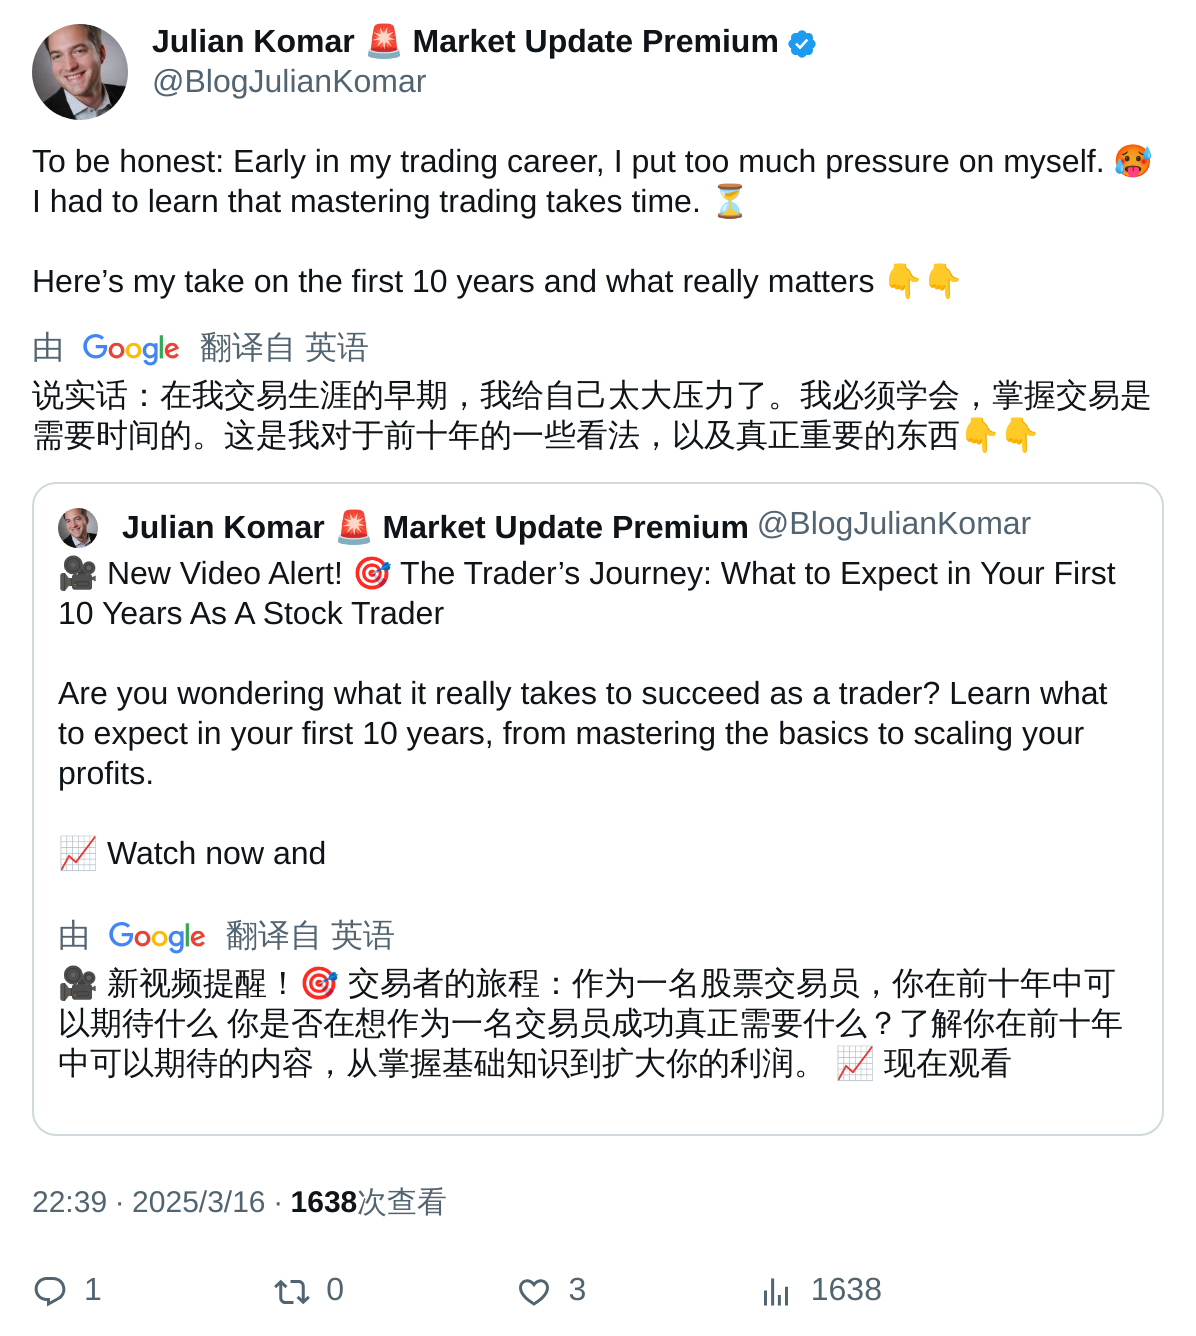 Julian Komar 🚨 Market Update Premium
@BlogJulianKomar
To be honest: Early in my trading career, I put too much pressure on myself. 🥵
I had to learn that mastering trading takes time. ⏳
Here’s my take on the first 10 years and what really matters 👇👇
由 Google 翻译自 英语
说实话：在我交易生涯的早期，我给自己太大压力了。我必须学会，掌握交易是
需要时间的。这是我对于前十年的一些看法，以及真正重要的东西👇👇
Julian Komar 🚨 Market Update Premium @BlogJulianKomar
🎥 New Video Alert! 🎯 The Trader’s Journey: What to Expect in Your First
10 Years As A Stock Trader
Are you wondering what it really takes to succeed as a trader? Learn what
to expect in your first 10 years, from mastering the basics to scaling your
profits.
📈 Watch now and
由 Google 翻译自 英语
🎥 新视频提醒！🎯 交易者的旅程：作为一名股票交易员，你在前十年中可
以期待什么 你是否在想作为一名交易员成功真正需要什么？了解你在前十年
中可以期待的内容，从掌握基础知识到扩大你的利润。 📈 现在观看
22:39 · 2025/3/16 · 1638次查看
1 0 3 1638